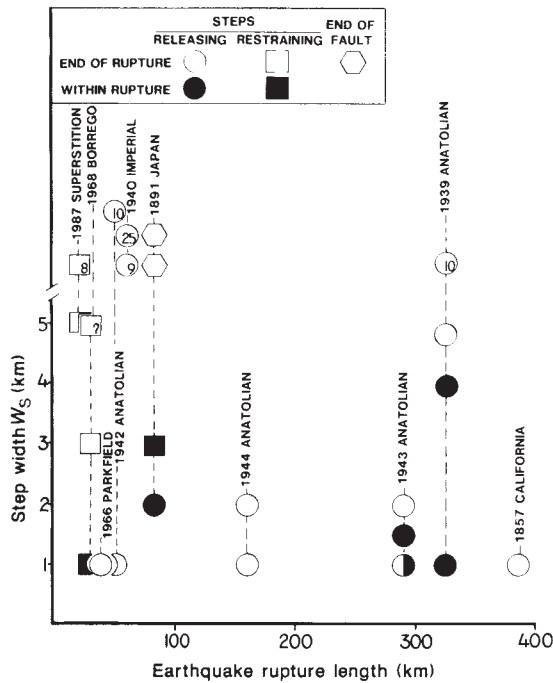 STEPS
END OF
RELEASING RESTRAINING FAULT
END OF RUPTURE
WITHIN RUPTURE
1987 SUPERSTITION
1968 BORREGO
1940 IMPERIAL
1891 JAPAN
1939 ANATOLIAN
10
25
8
9
10
?
1966 PARKFIELD
1942 ANATOLIAN
1944 ANATOLIAN
1943 ANATOLIAN
1857 CALIFORNIA
Step width WS (km)
5
4
3
2
1
100 200 300 400
Earthquake rupture length (km)